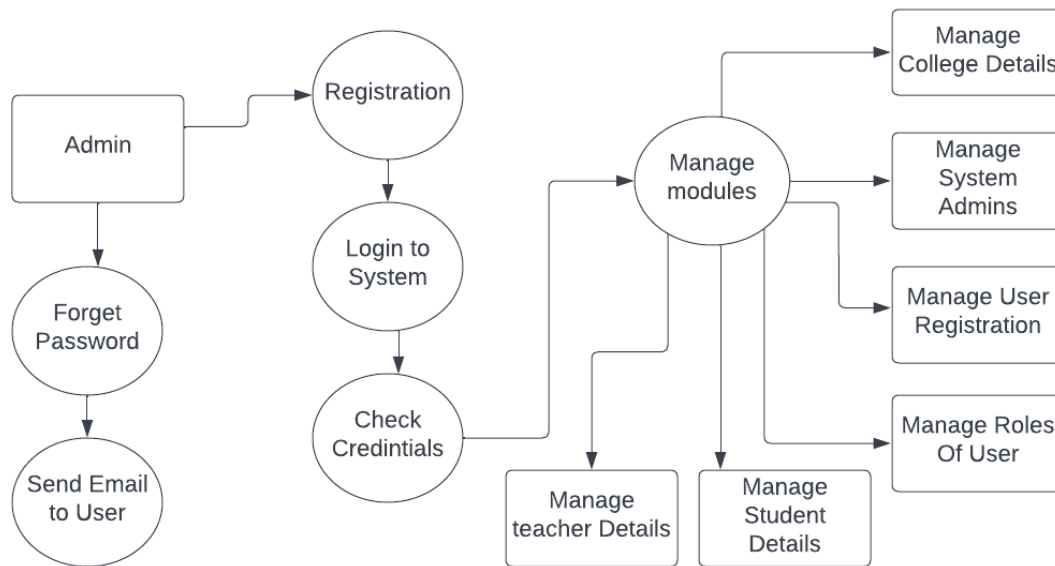 Admin
Forget
Password
Send Email
to User
Registration
Login to
System
Check
Credintials
Manage
modules
Manage
College Details
Manage
System
Admins
Manage User
Registration
Manage Roles
Of User
Manage
teacher Details
Manage
Student
Details